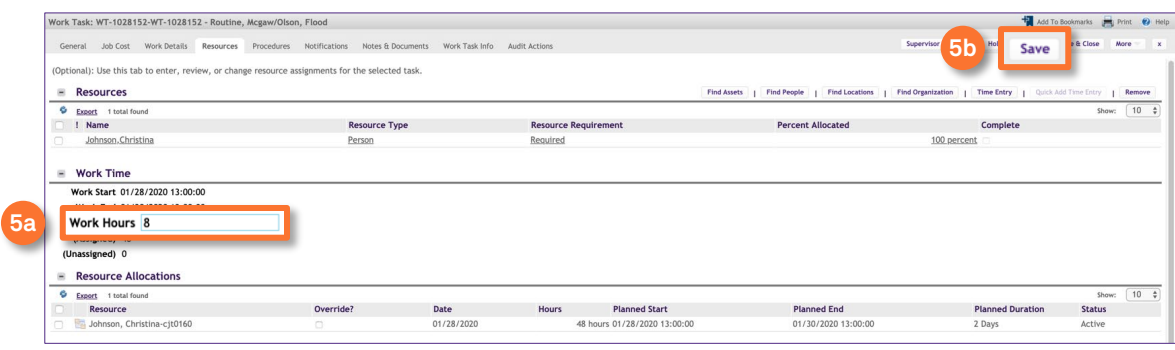 Work Task: WT-1028152-WT-1028152 - Routine, Mcgaw/Olson, Flood Add To Bookmarks Print Help
General Job Cost Work Details Resources Procedures Notifications Notes & Documents Work Task Info Audit Actions Supervisor 5b Hol Save & Close More x
(Optional): Use this tab to enter, review, or change resource assignments for the selected task.
Resources Find Assets | Find People | Find Locations | Find Organization | Time Entry | Quick Add Time Entry | Remove
Export 1 total found Show: 10
! Name Resource Type Resource Requirement Percent Allocated Complete
Johnson,Christina Person Required 100 percent
Work Time
Work Start 01/28/2020 13:00:00
5a Work Hours 8
(Unassigned) 0
Resource Allocations
Export 1 total found Show: 10
Resource Override? Date Hours Planned Start Planned End Planned Duration Status
Johnson, Christina-cjt0160 01/28/2020 48 hours 01/28/2020 13:00:00 01/30/2020 13:00:00 2 Days Active